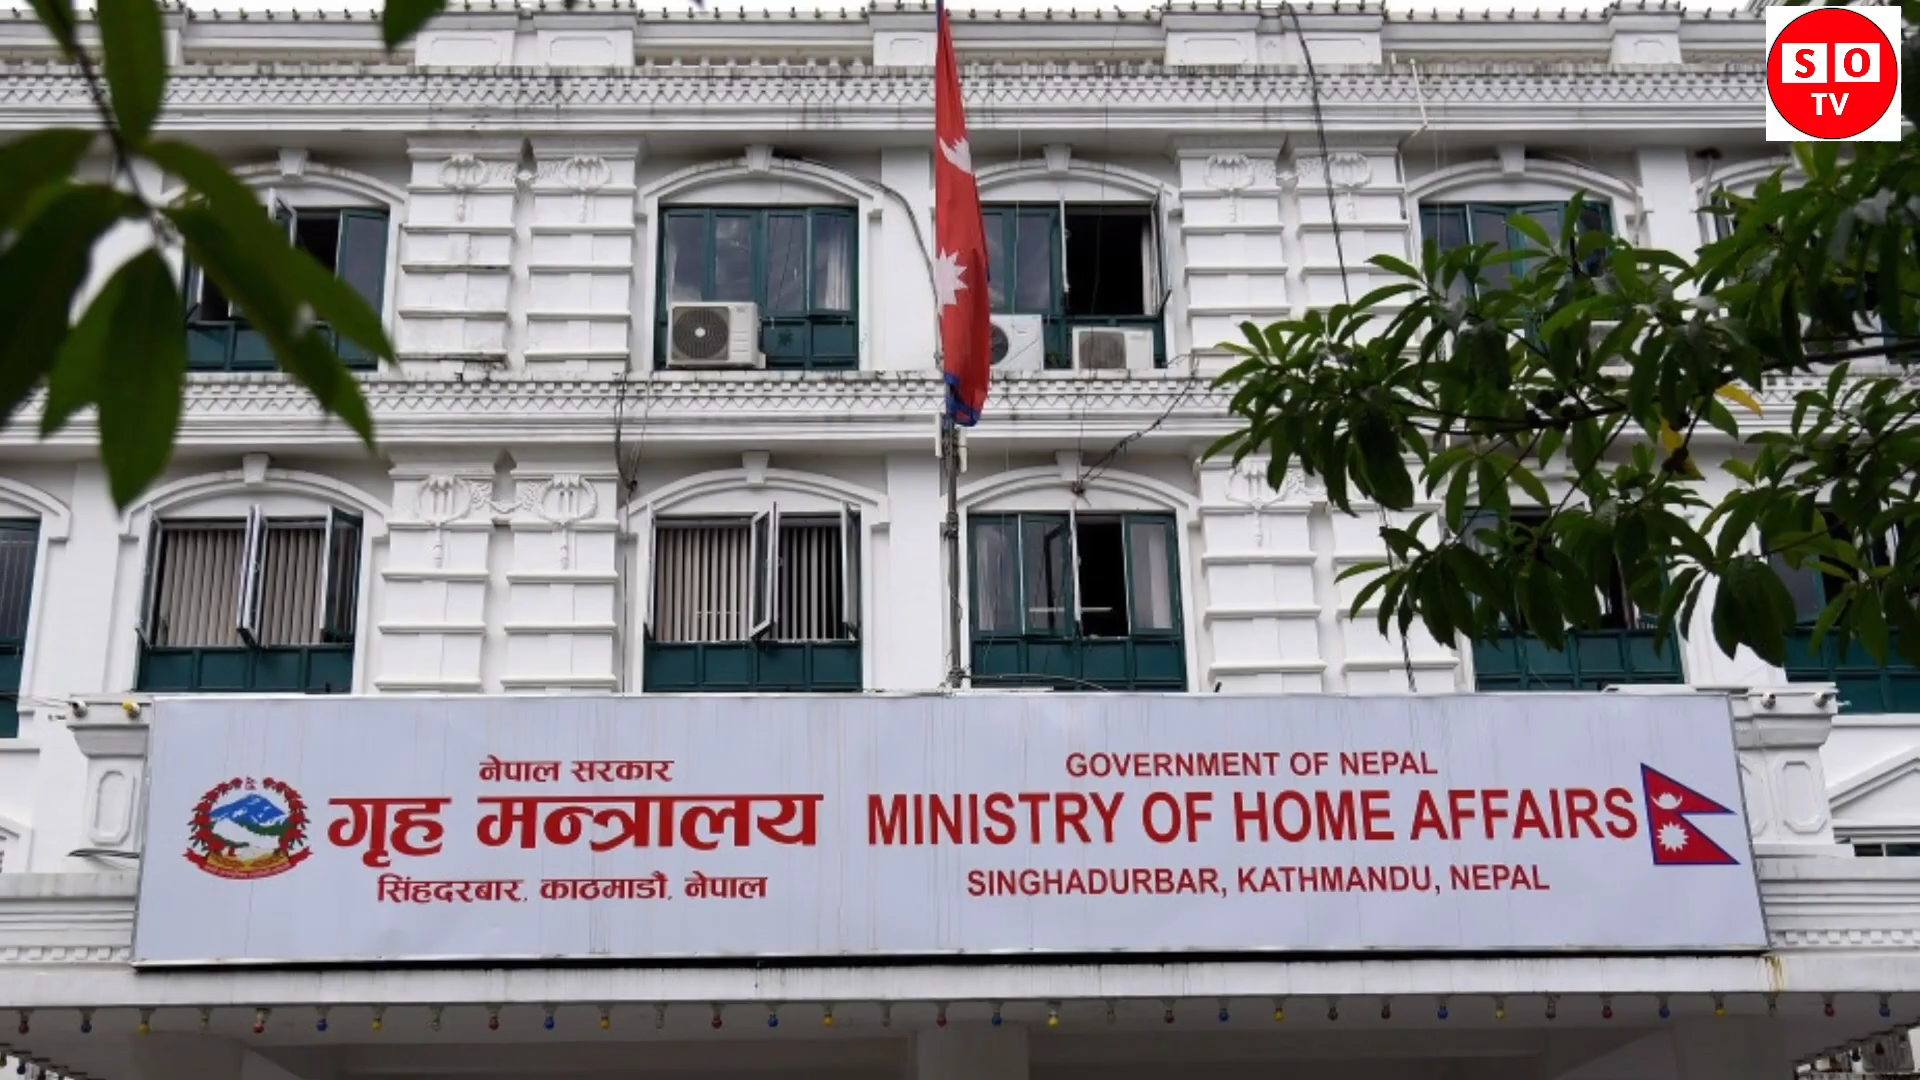 SO
TV
नेपाल सरकार
गृह मन्त्रालय
सिंहदरबार, काठमाडौं, नेपाल
GOVERNMENT OF NEPAL
MINISTRY OF HOME AFFAIRS
SINGHADURBAR, KATHMANDU, NEPAL